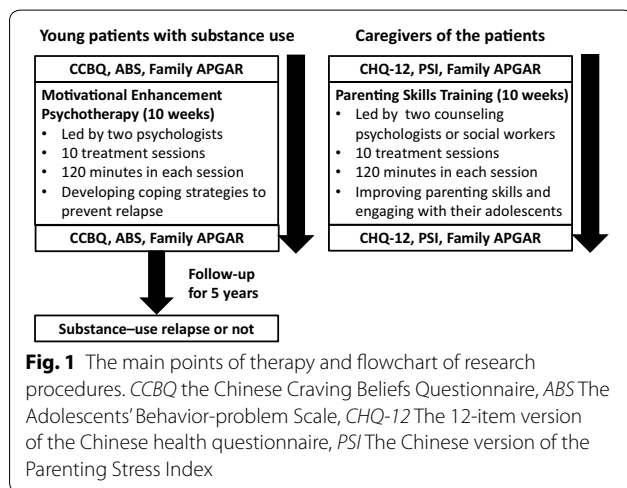 Young patients with substance use
CCBQ, ABS, Family APGAR
Motivational Enhancement
Psychotherapy (10 weeks)
• Led by two psychologists
• 10 treatment sessions
• 120 minutes in each session
• Developing coping strategies to
prevent relapse
CCBQ, ABS, Family APGAR
Follow-up
for 5 years
Substance–use relapse or not
Caregivers of the patients
CHQ-12, PSI, Family APGAR
Parenting Skills Training (10 weeks)
• Led by two counseling
psychologists or social workers
• 10 treatment sessions
• 120 minutes in each session
• Improving parenting skills and
engaging with their adolescents
CHQ-12, PSI, Family APGAR
Fig. 1 The main points of therapy and flowchart of research
procedures. CCBQ the Chinese Craving Beliefs Questionnaire, ABS The
Adolescents' Behavior-problem Scale, CHQ-12 The 12-item version
of the Chinese health questionnaire, PSI The Chinese version of the
Parenting Stress Index